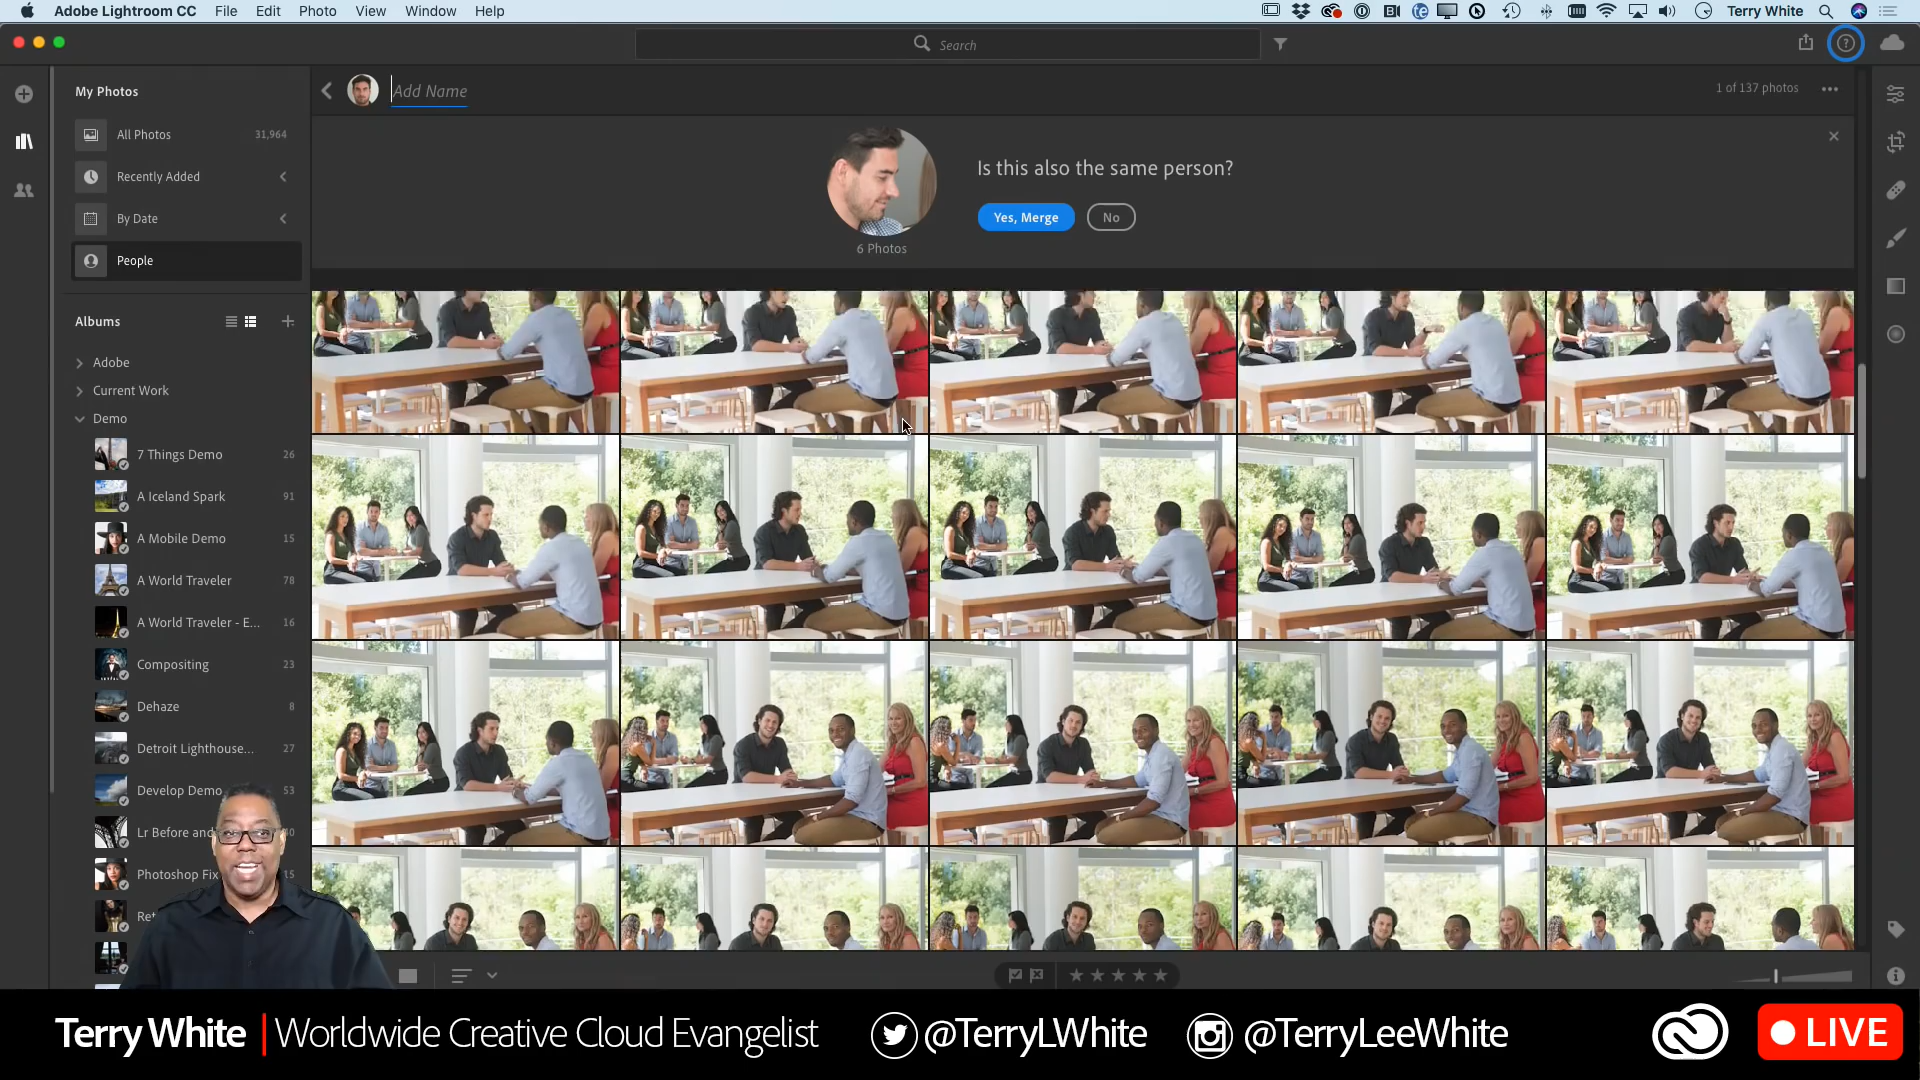 Adobe Lightroom CC File Edit Photo View Window Help Terry White
Search
My Photos
Add Name
1 of 137 photos
All Photos 31,964
Recently Added
By Date
People
Is this also the same person?
Yes, Merge No
6 Photos
Albums
Adobe
Current Work
Demo
7 Things Demo 26
A Iceland Spark 91
A Mobile Demo 15
A World Traveler 78
A World Traveler - E... 16
Compositing 23
Dehaze 8
Detroit Lighthouse... 27
Develop Demo 53
Lr Before and
Photoshop Fix 15
Terry White | Worldwide Creative Cloud Evangelist @TerryLWhite @TerryLeeWhite LIVE